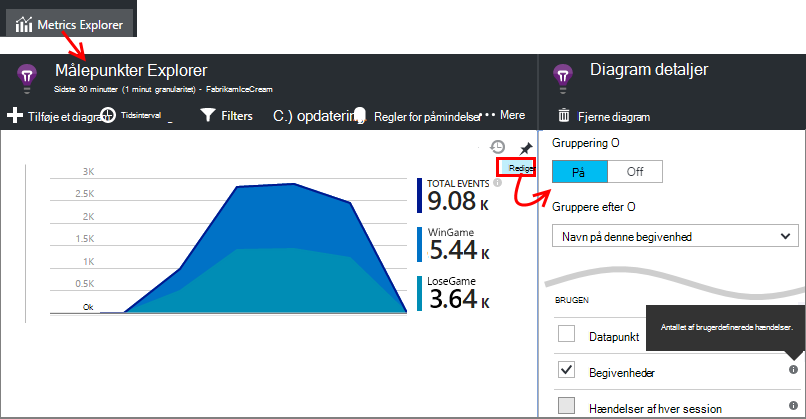 Metrics Explorer
Målepunkter Explorer
Sidste 30 minutter (1 minut granularitet) - FabrikamIceCream
Tilføje et diagram
Tidsinterval
Filters
C.) opdatering
Regler for påmindelser
Mere
Rediger
3K
2.5K
2K
1.5K
1K
0.5K
Ok
TOTAL EVENTS
9.08 K
WinGame
5.44 K
LoseGame
3.64 K
Diagram detaljer
Fjerne diagram
Gruppering O
På
Off
Gruppere efter O
Navn på denne begivenhed
BRUGEN
Antallet af brugerdefinerede hændelser.
Datapunkt
Begivenheder
Hændelser af hver session